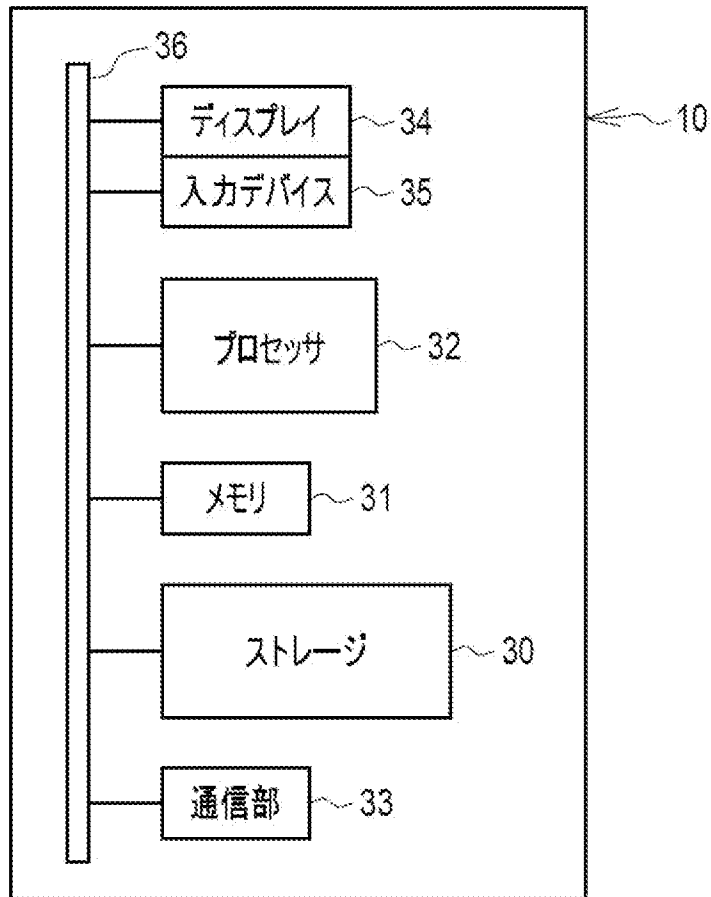 36
ディスプレイ 34
10
入力デバイス 35
プロセッサ 32
メモリ 31
ストレージ 30
通信部 33